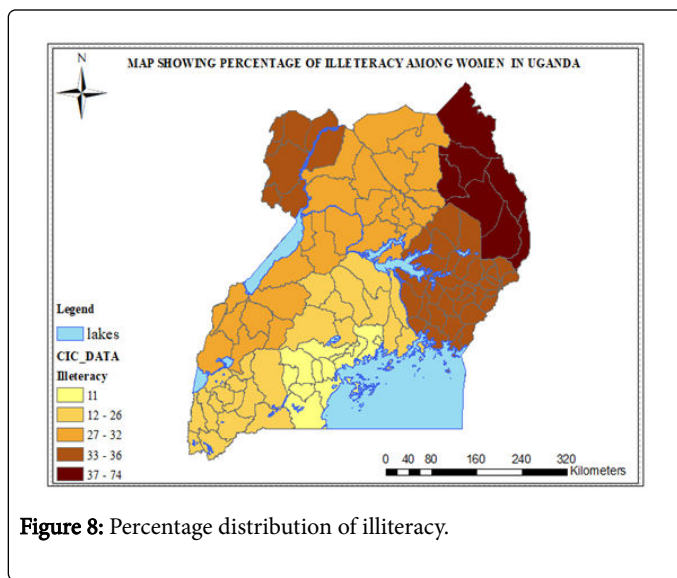 N
MAP SHOWING PERCENTAGE OF ILLETERACY AMONG WOMEN IN UGANDA
Legend
lakes
CIC_DATA
Illeteracy
11
12 - 26
27 - 32
33 - 36
37 - 74
0 40 80 160 240 320
Kilometers
Figure 8: Percentage distribution of illiteracy.